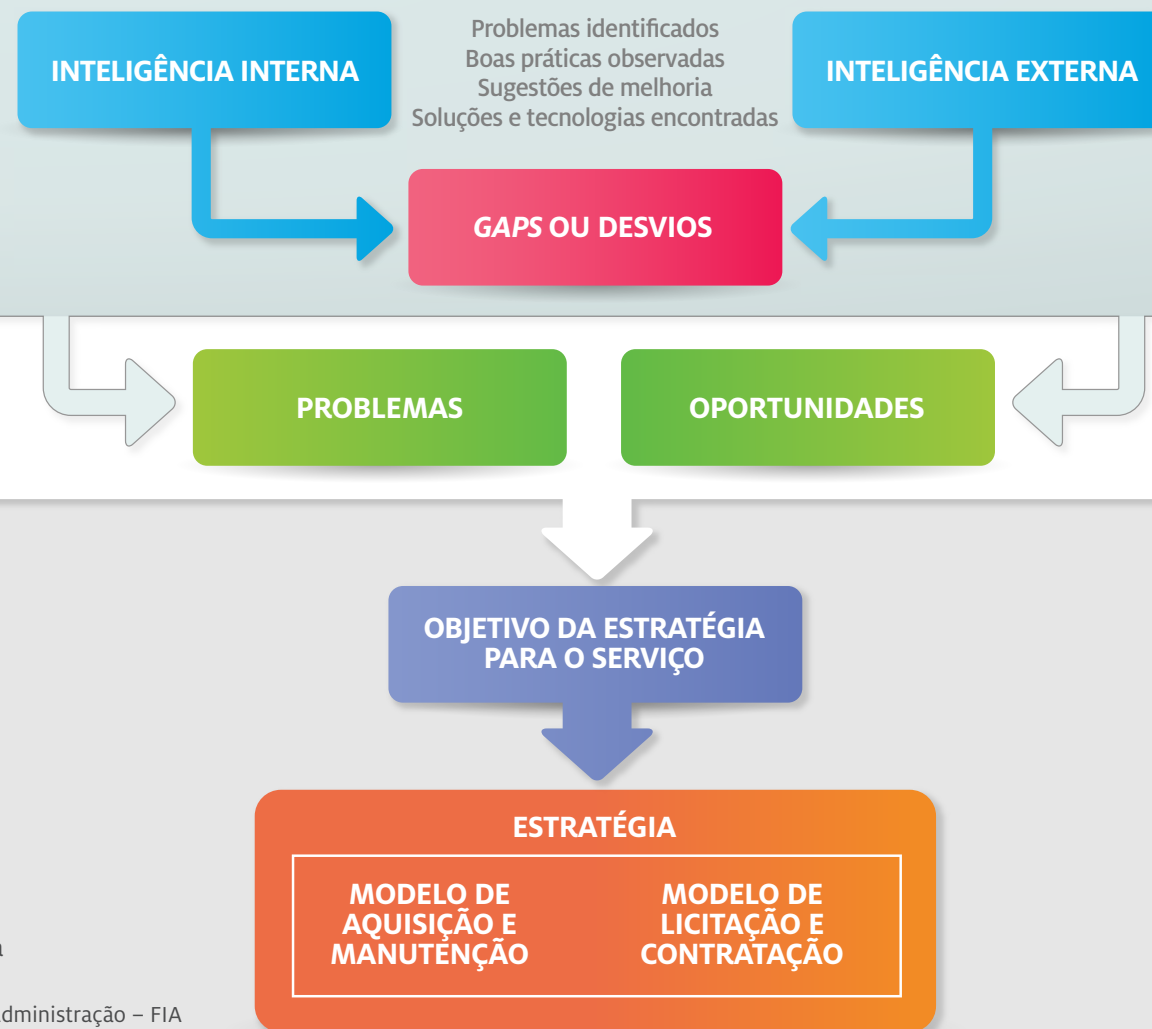 Problemas identificados
Boas práticas observadas
Sugestões de melhoria
Soluções e tecnologias encontradas
INTELIGÊNCIA INTERNA
INTELIGÊNCIA EXTERNA
GAPS OU DESVIOS
PROBLEMAS
OPORTUNIDADES
OBJETIVO DA ESTRATÉGIA
PARA O SERVIÇO
ESTRATÉGIA
MODELO DE
AQUISIÇÃO E
MANUTENÇÃO
MODELO DE
LICITAÇÃO E
CONTRATAÇÃO
dministração – FIA